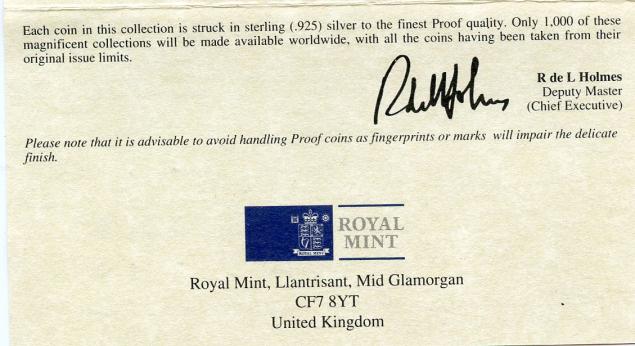 Each coin in this collection is struck in sterling (.925) silver to the finest Proof quality. Only 1,000 of these
magnificent collections will be made available worldwide, with all the coins having been taken from their
original issue limits.
R de L Holmes
R de L Holmes
Deputy Master
(Chief Executive)
Please note that it is advisable to avoid handling Proof coins as fingerprints or marks will impair the delicate
finish.
ROYAL MINT
ROYAL
MINT
Royal Mint, Llantrisant, Mid Glamorgan
CF7 8YT
United Kingdom